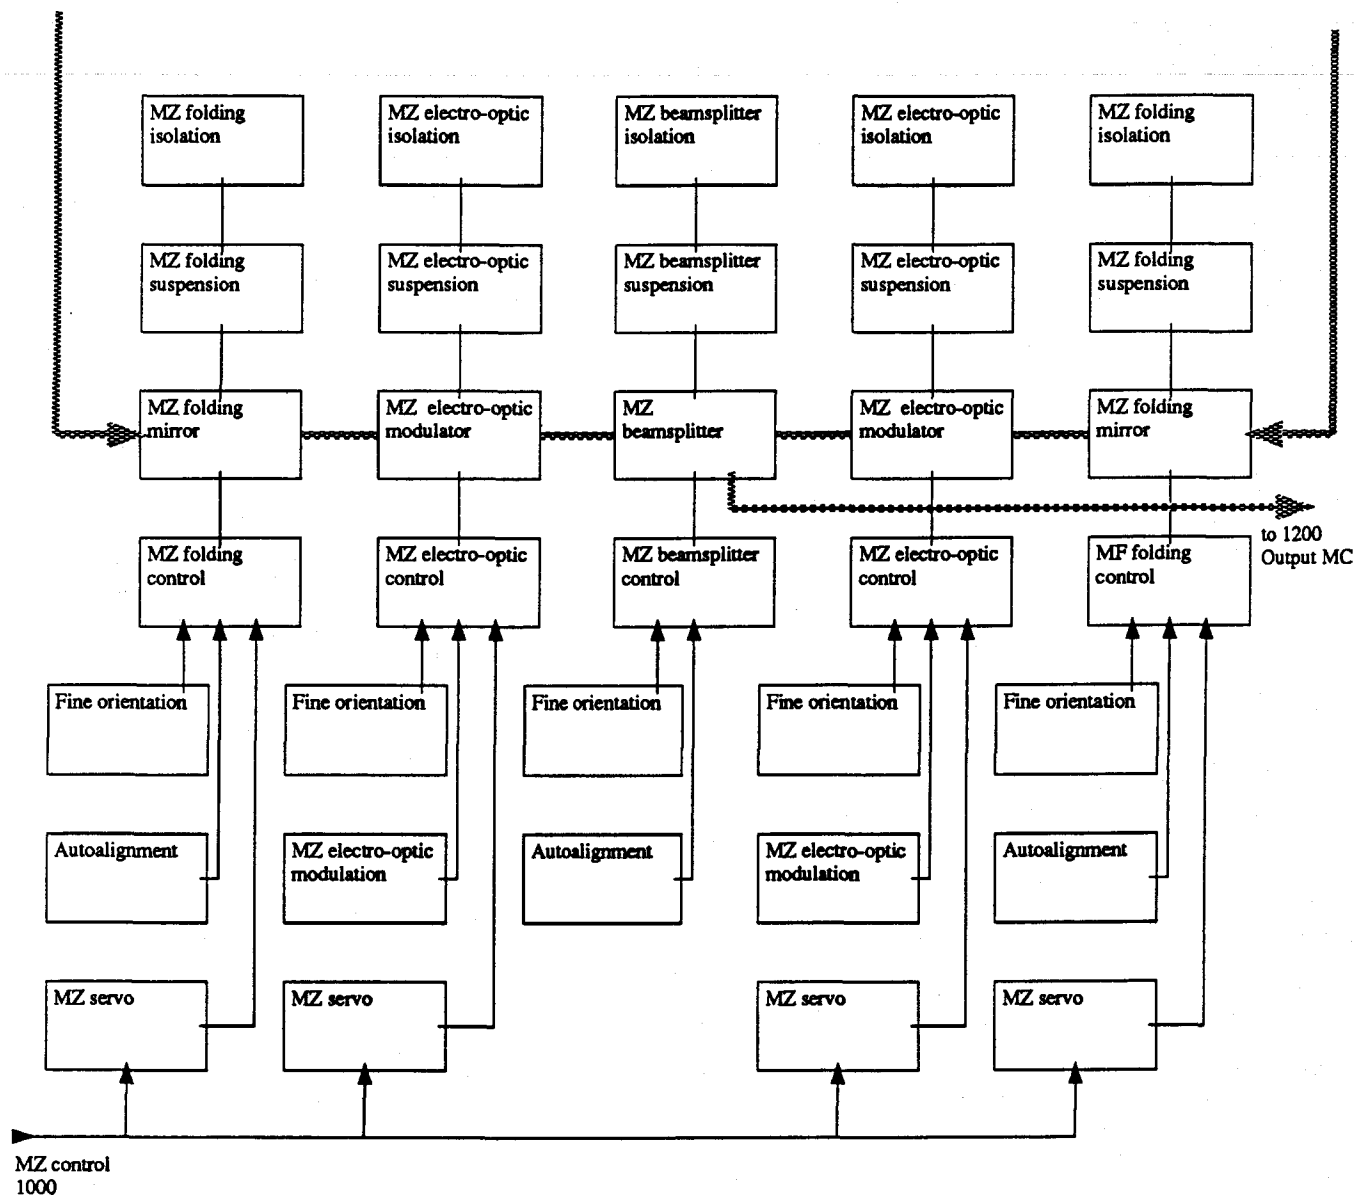 MZ folding
isolation
MZ electro-optic
isolation
MZ beamsplitter
isolation
MZ electro-optic
isolation
MZ folding
isolation
MZ folding
suspension
MZ electro-optic
suspension
MZ beamsplitter
suspension
MZ electro-optic
suspension
MZ folding
suspension
MZ folding
mirror
MZ electro-optic
modulator
MZ
beamsplitter
MZ electro-optic
modulator
MZ folding
mirror
to 1200
Output MC
MZ folding
control
MZ electro-optic
control
MZ beamsplitter
control
MZ electro-optic
control
MF folding
control
Fine orientation
Fine orientation
Fine orientation
Fine orientation
Fine orientation
Autoalignment
MZ electro-optic
modulation
Autoalignment
MZ electro-optic
modulation
Autoalignment
MZ servo
MZ servo
MZ servo
MZ servo
MZ control
1000